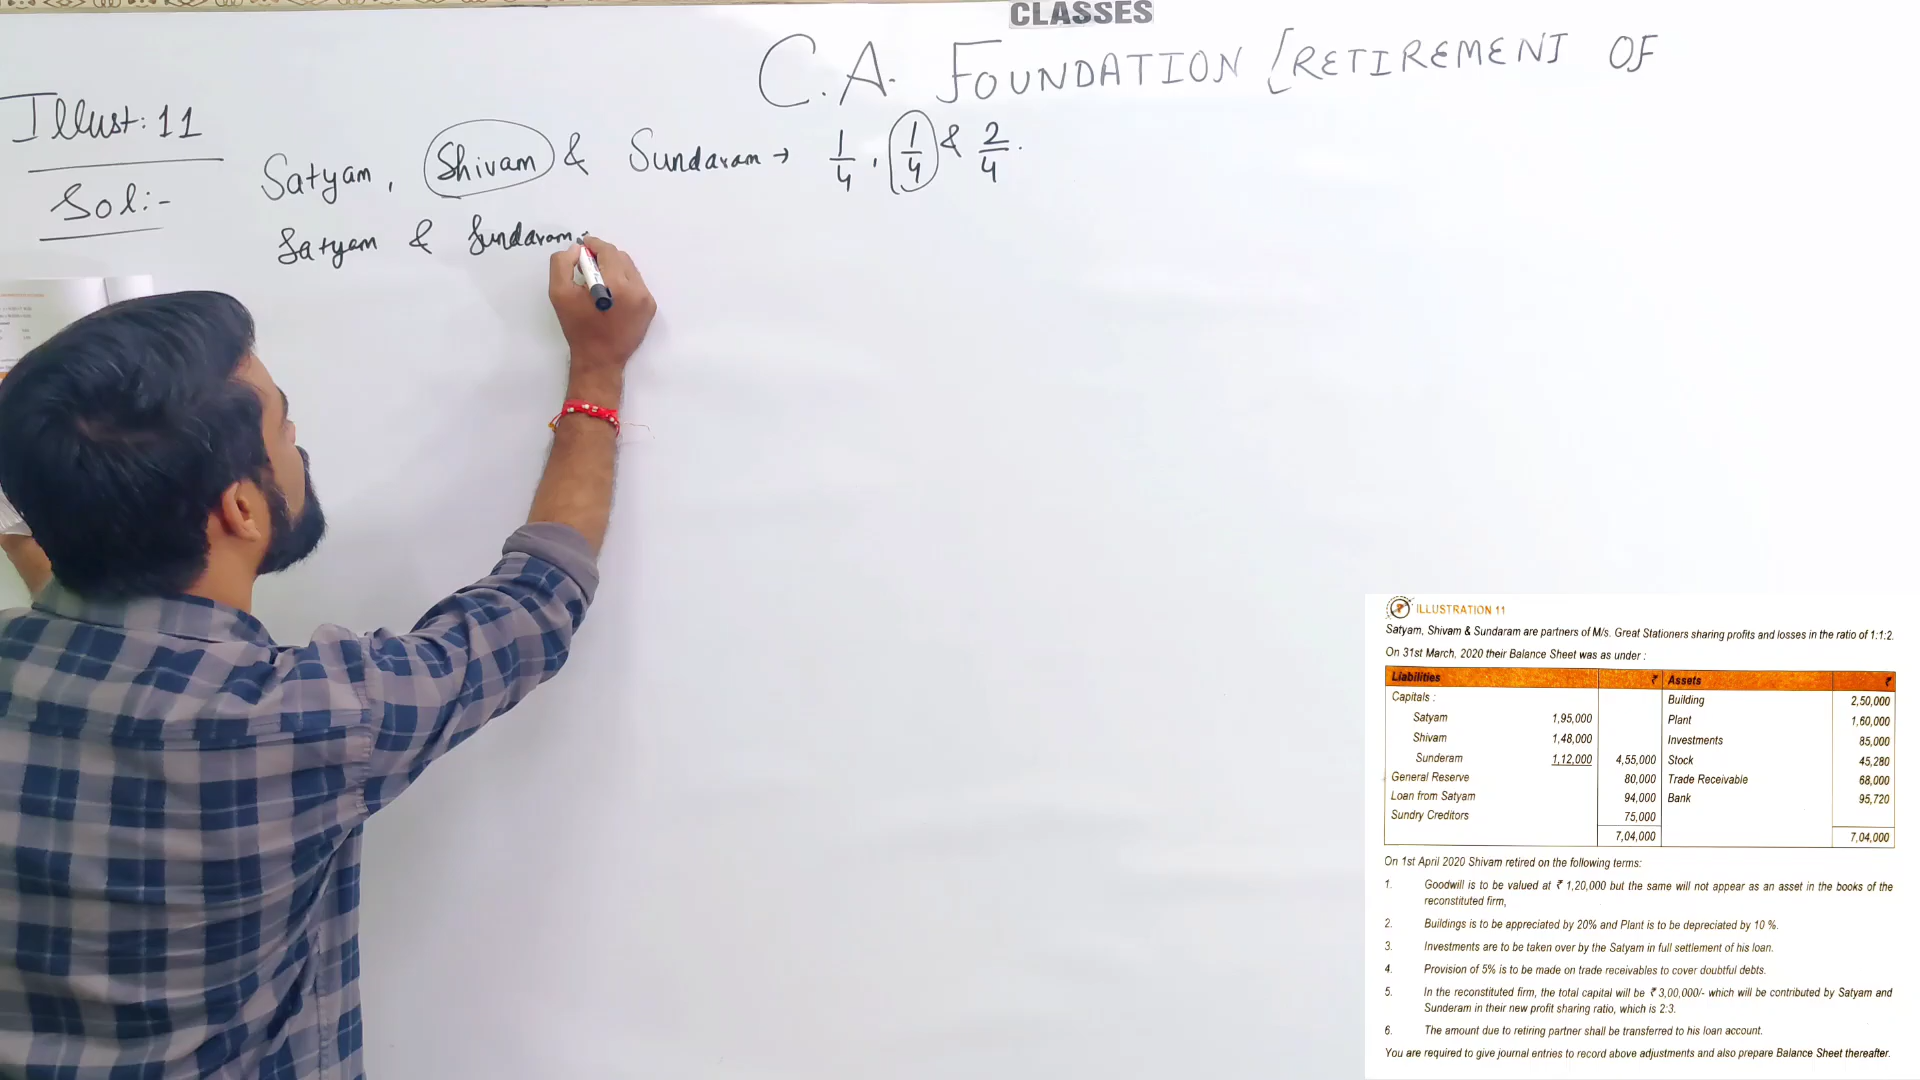 CLASSES
C.A. FOUNDATION [RETIREMENT OF
Illust: 11
Sol:-
Satyam, Shivam & Sundaram → 1/4, 1/4 & 2/4.
Satyam & Sundaram
ILLUSTRATION 11
Satyam, Shivam & Sundaram are partners of M/s. Great Stationers sharing profits and losses in the ratio of 1:1:2.
On 31st March, 2020 their Balance Sheet was as under :
Liabilities ₹ Assets ₹
Capitals : Building 2,50,000
Satyam 1,95,000 Plant 1,60,000
Shivam 1,48,000 Investments 85,000
Sunderam 1,12,000 4,55,000 Stock 45,280
General Reserve 80,000 Trade Receivable 68,000
Loan from Satyam 94,000 Bank 95,720
Sundry Creditors 75,000
7,04,000 7,04,000
On 1st April 2020 Shivam retired on the following terms:
1. Goodwill is to be valued at ₹ 1,20,000 but the same will not appear as an asset in the books of the
reconstituted firm,
2. Buildings is to be appreciated by 20% and Plant is to be depreciated by 10 %.
3. Investments are to be taken over by the Satyam in full settlement of his loan.
4. Provision of 5% is to be made on trade receivables to cover doubtful debts.
5. In the reconstituted firm, the total capital will be ₹ 3,00,000/- which will be contributed by Satyam and
Sunderam in their new profit sharing ratio, which is 2:3.
6. The amount due to retiring partner shall be transferred to his loan account.
You are required to give journal entries to record above adjustments and also prepare Balance Sheet thereafter.